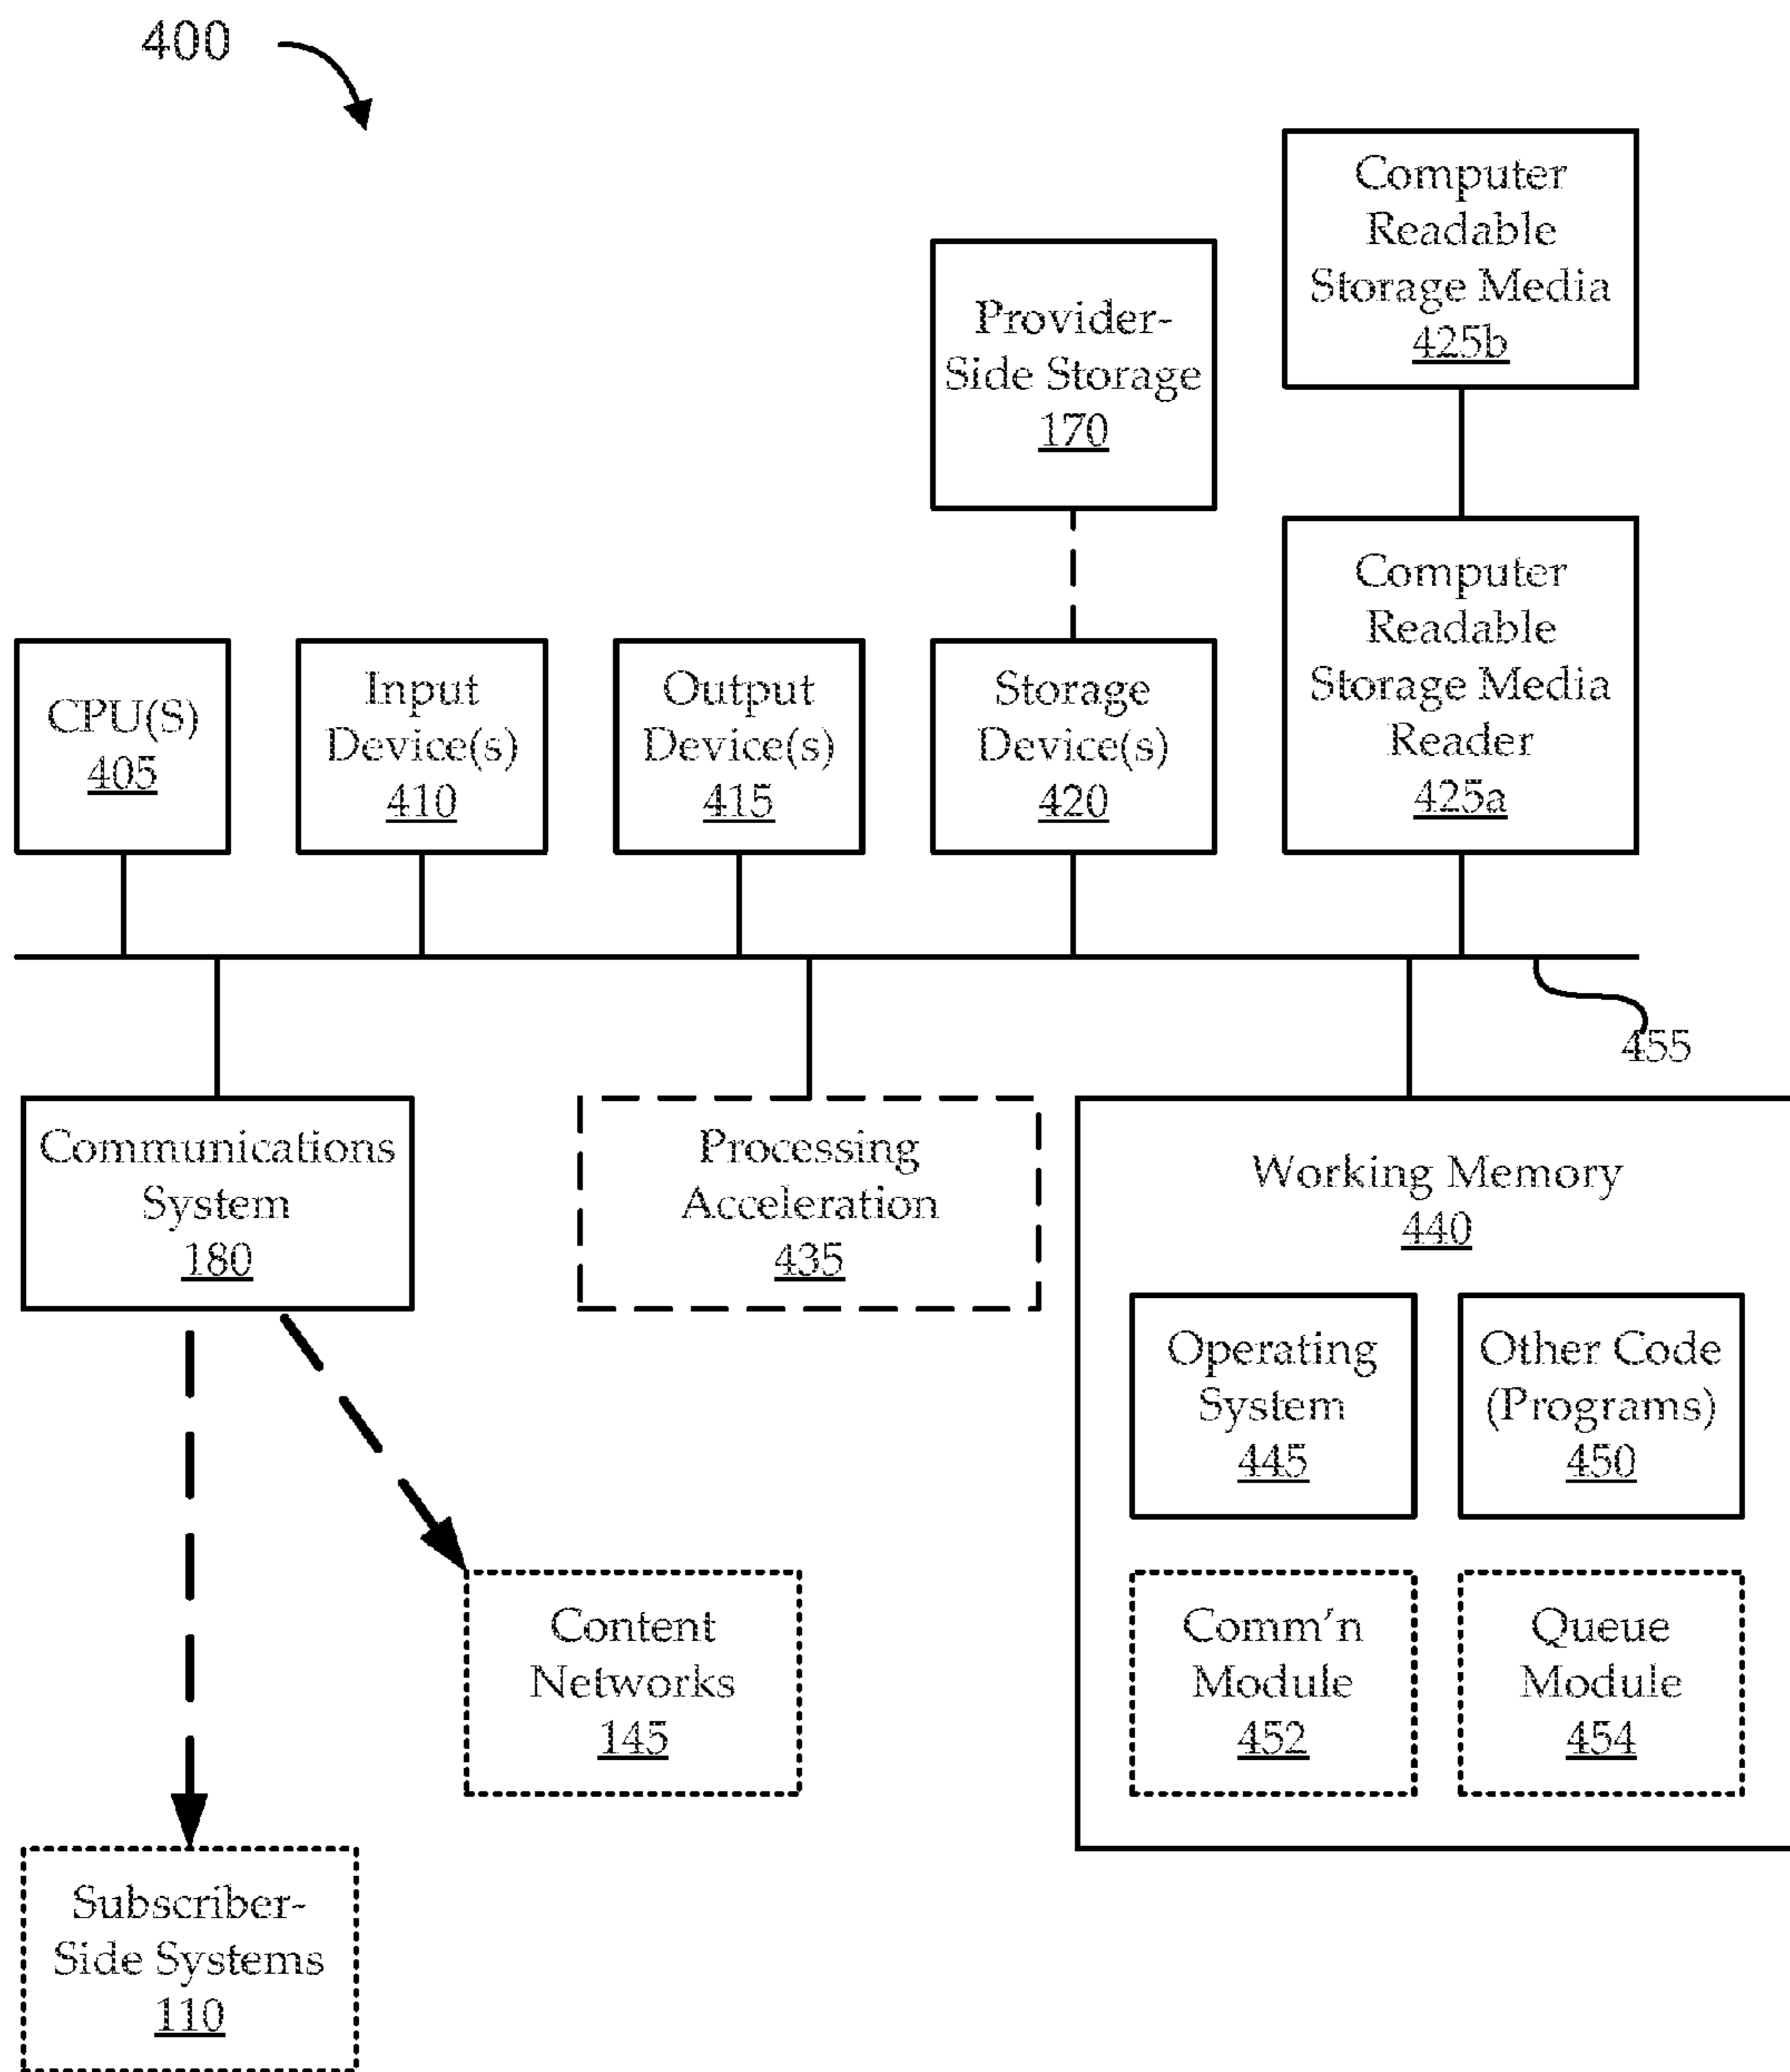 400
Computer
Readable
Storage Media
425b
Provider-
Side Storage
170
Computer
Readable
Storage Media
Reader
425a
CPU(S)
405
Input
Device(s)
410
Output
Device(s)
415
Storage
Device(s)
420
455
Communications
System
180
Processing
Acceleration
435
Working Memory
440
Operating
System
445
Other Code
(Programs)
450
Comm'n
Module
452
Queue
Module
454
Content
Networks
145
Subscriber-
Side Systems
110